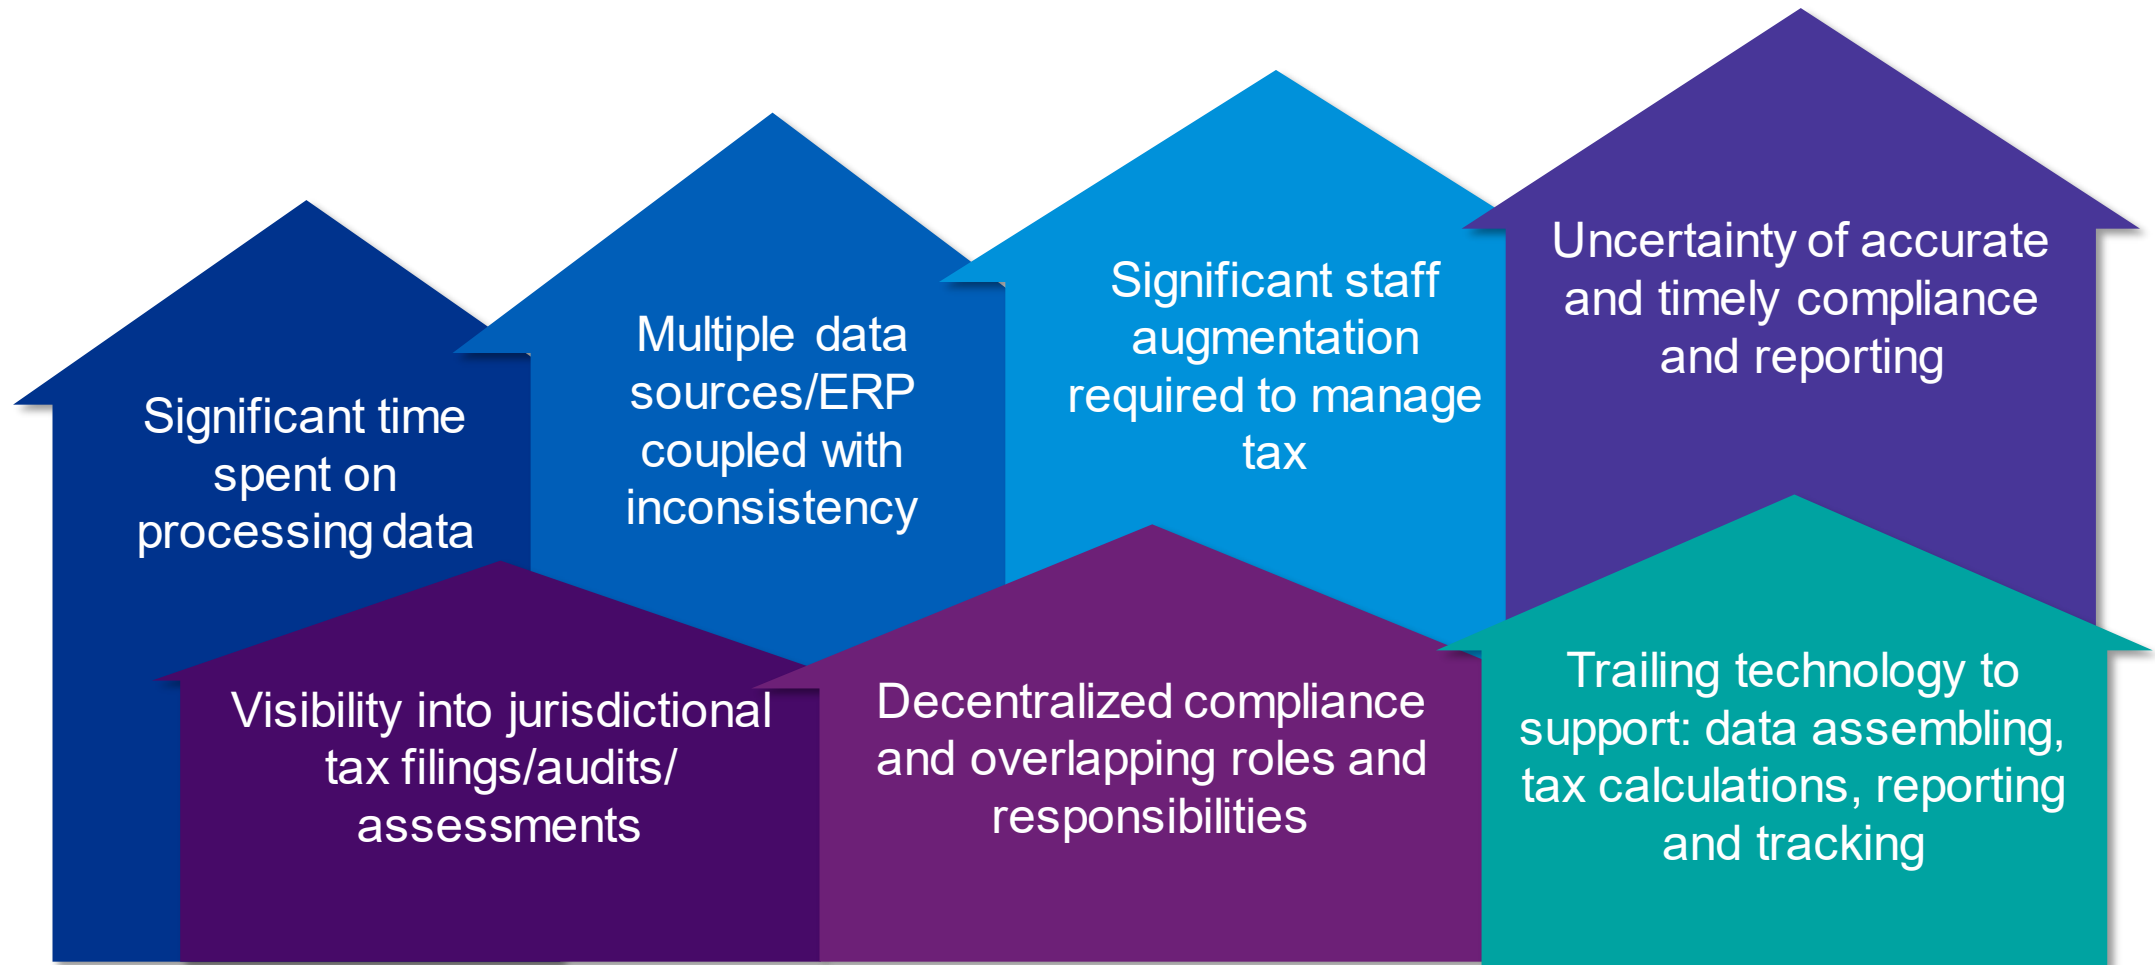 Significant time
spent on
processing data
Multiple data
sources/ERP
coupled with
inconsistency
Significant staff
augmentation
required to manage
tax
Uncertainty of accurate
and timely compliance
and reporting
Visibility into jurisdictional
tax filings/audits/
assessments
Decentralized compliance
and overlapping roles and
responsibilities
Trailing technology to
support: data assembling,
tax calculations, reporting
and tracking